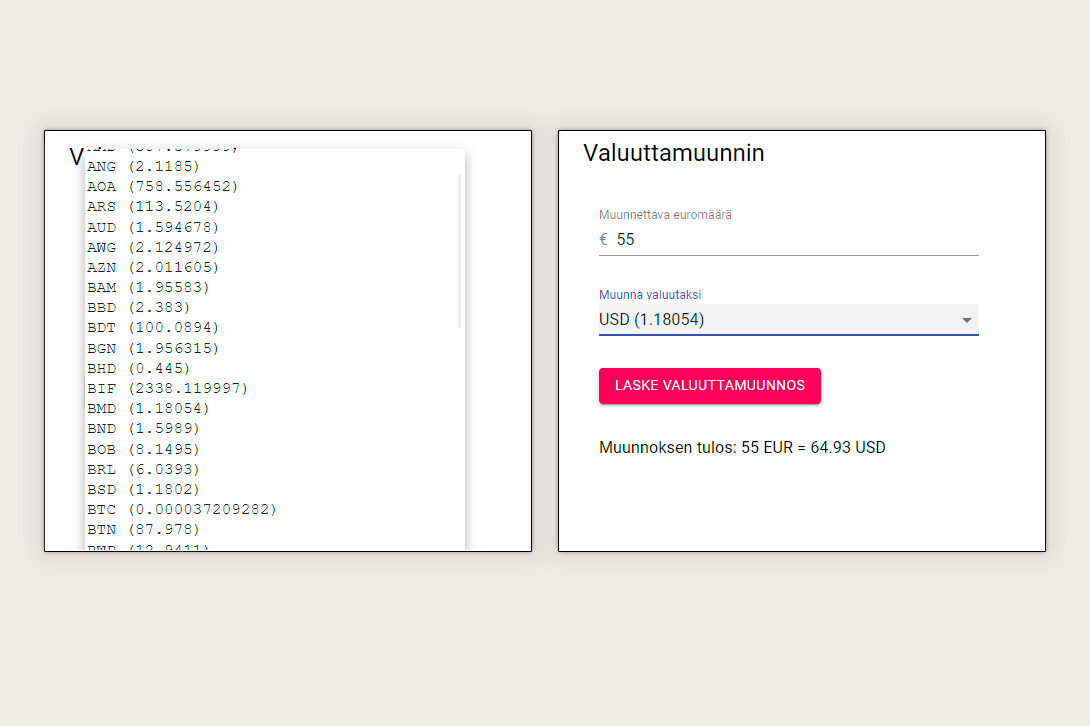 V
ANG (2.1185)
AOA (758.556452)
ARS (113.5204)
AUD (1.594678)
AWG (2.124972)
AZN (2.011605)
BAM (1.95583)
BBD (2.383)
BDT (100.0894)
BGN (1.956315)
BHD (0.445)
BIF (2338.119997)
BMD (1.18054)
BND (1.5989)
BOB (8.1495)
BRL (6.0393)
BSD (1.1802)
BTC (0.000037209282)
BTN (87.978)
Valuuttamuunnin
Muunnettava euromäärä
€ 55
Muunna valuutaksi
USD (1.18054)
LASKE VALUUTTAMUUNNOS
Muunnoksen tulos: 55 EUR = 64.93 USD